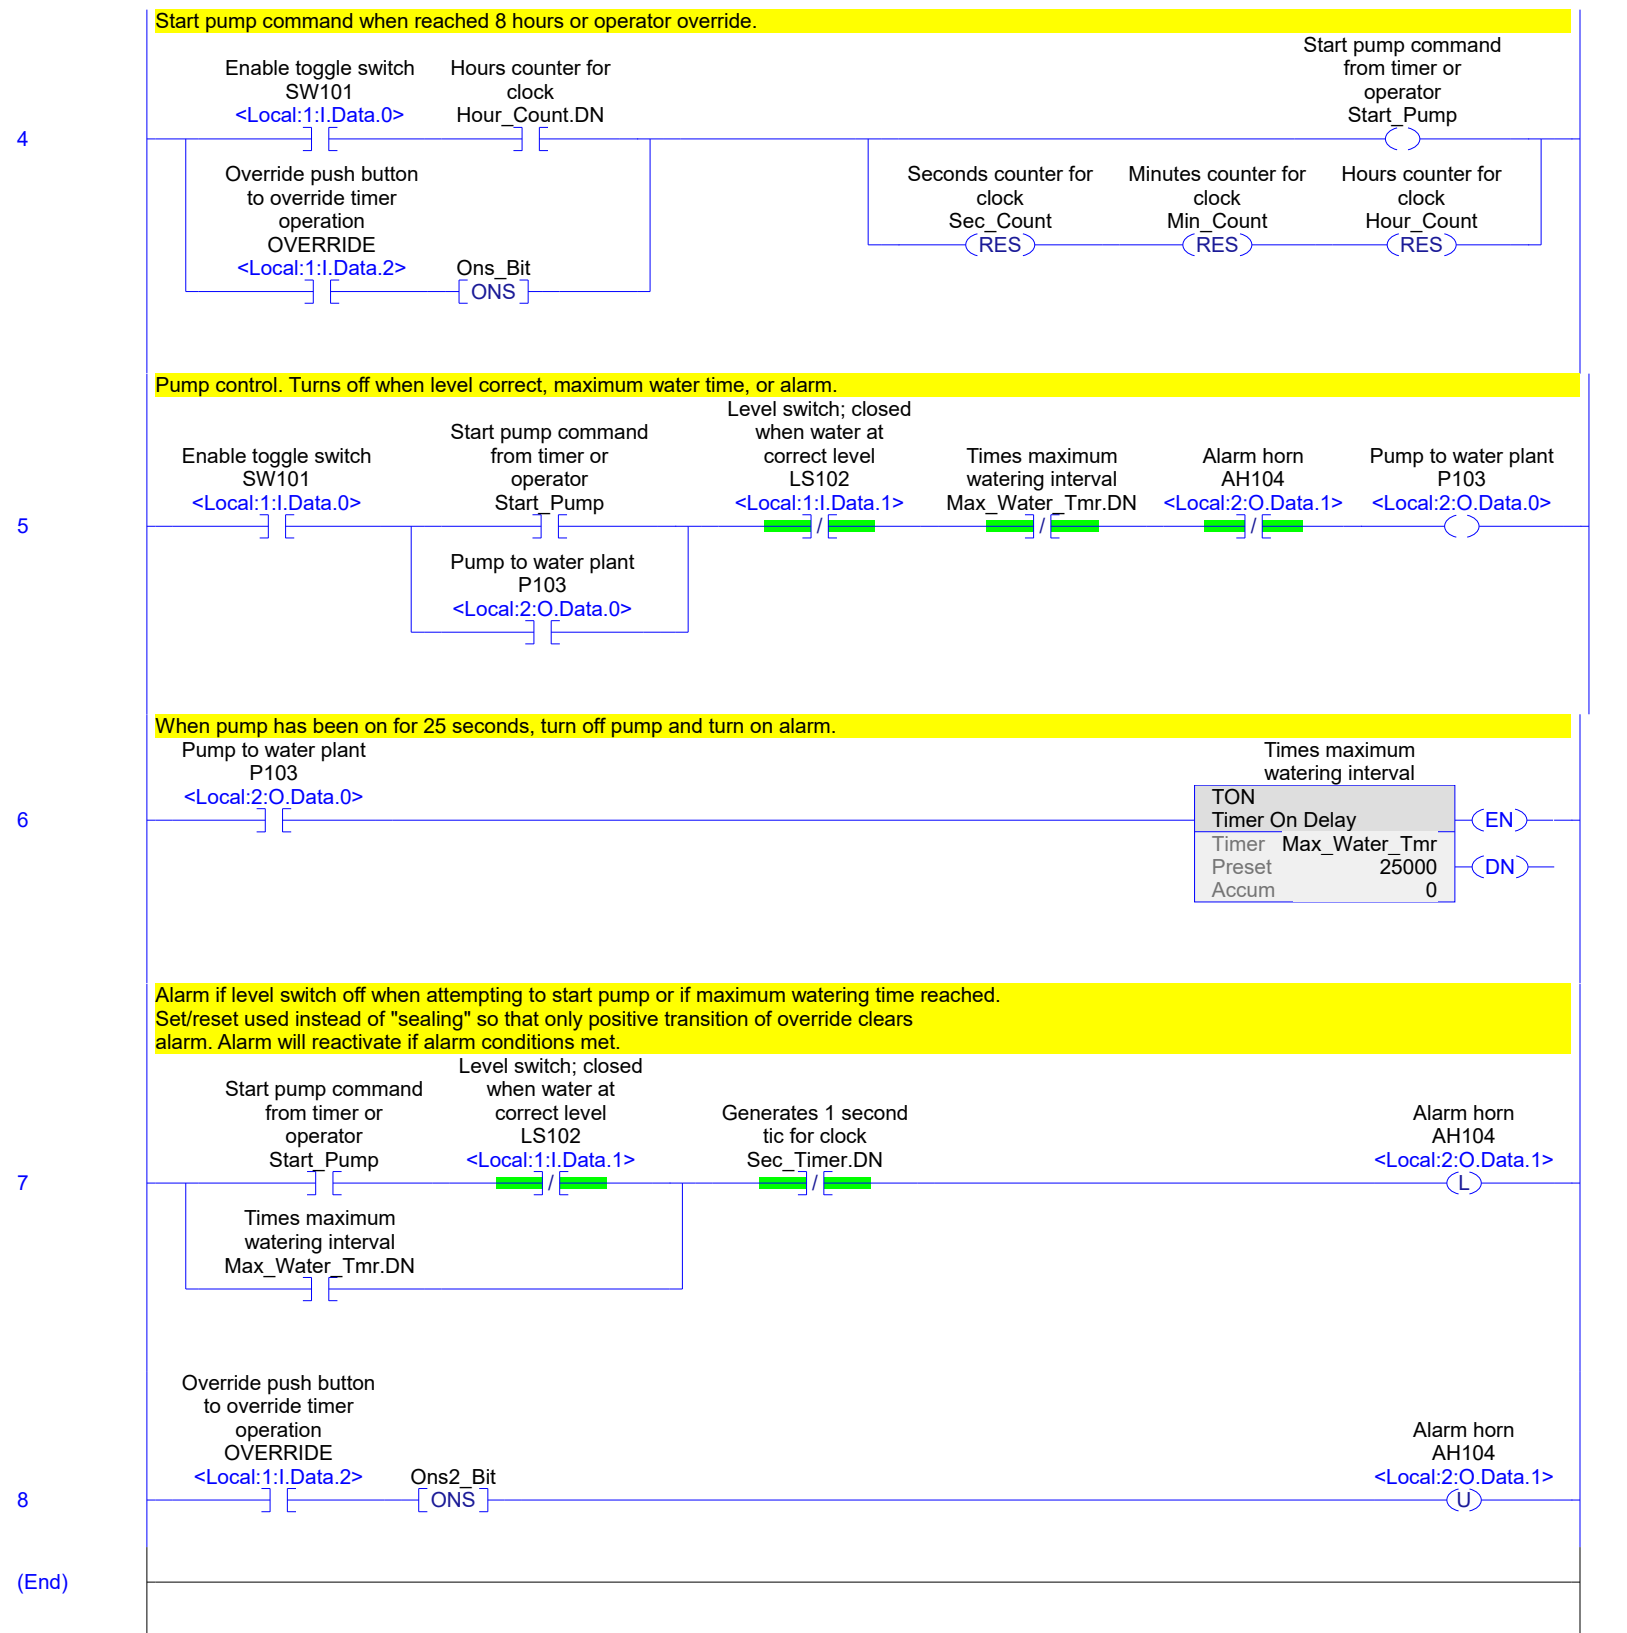 Start pump command when reached 8 hours or operator override.
Start pump command
from timer or
operator
Start_Pump
Enable toggle switch
SW101
<Local:1:I.Data.0>
Hours counter for
clock
Hour_Count.DN
4
Override push button
to override timer
operation
OVERRIDE
<Local:1:I.Data.2>
Ons_Bit
ONS
Seconds counter for
clock
Sec_Count
RES
Minutes counter for
clock
Min_Count
RES
Hours counter for
clock
Hour_Count
RES
Pump control. Turns off when level correct, maximum water time, or alarm.
5
Enable toggle switch
SW101
<Local:1:I.Data.0>
Start pump command
from timer or
operator
Start_Pump
Level switch; closed
when water at
correct level
LS102
<Local:1:I.Data.1>
/
Times maximum
watering interval
Max_Water_Tmr.DN
/
Alarm horn
AH104
<Local:2:O.Data.1>
/
Pump to water plant
P103
<Local:2:O.Data.0>
Pump to water plant
P103
<Local:2:O.Data.0>
When pump has been on for 25 seconds, turn off pump and turn on alarm.
6
Pump to water plant
P103
<Local:2:O.Data.0>
Times maximum
watering interval
TON
Timer On Delay
Timer Max_Water_Tmr
Preset 25000
Accum 0
EN
DN
Alarm if level switch off when attempting to start pump or if maximum watering time reached.
Set/reset used instead of "sealing" so that only positive transition of override clears
alarm. Alarm will reactivate if alarm conditions met.
7
Start pump command
from timer or
operator
Start_Pump
Level switch; closed
when water at
correct level
LS102
<Local:1:I.Data.1>
/
Generates 1 second
tic for clock
Sec_Timer.DN
/
Alarm horn
AH104
<Local:2:O.Data.1>
L
Times maximum
watering interval
Max_Water_Tmr.DN
8
Override push button
to override timer
operation
OVERRIDE
<Local:1:I.Data.2>
Ons2_Bit
ONS
Alarm horn
AH104
<Local:2:O.Data.1>
U
(End)